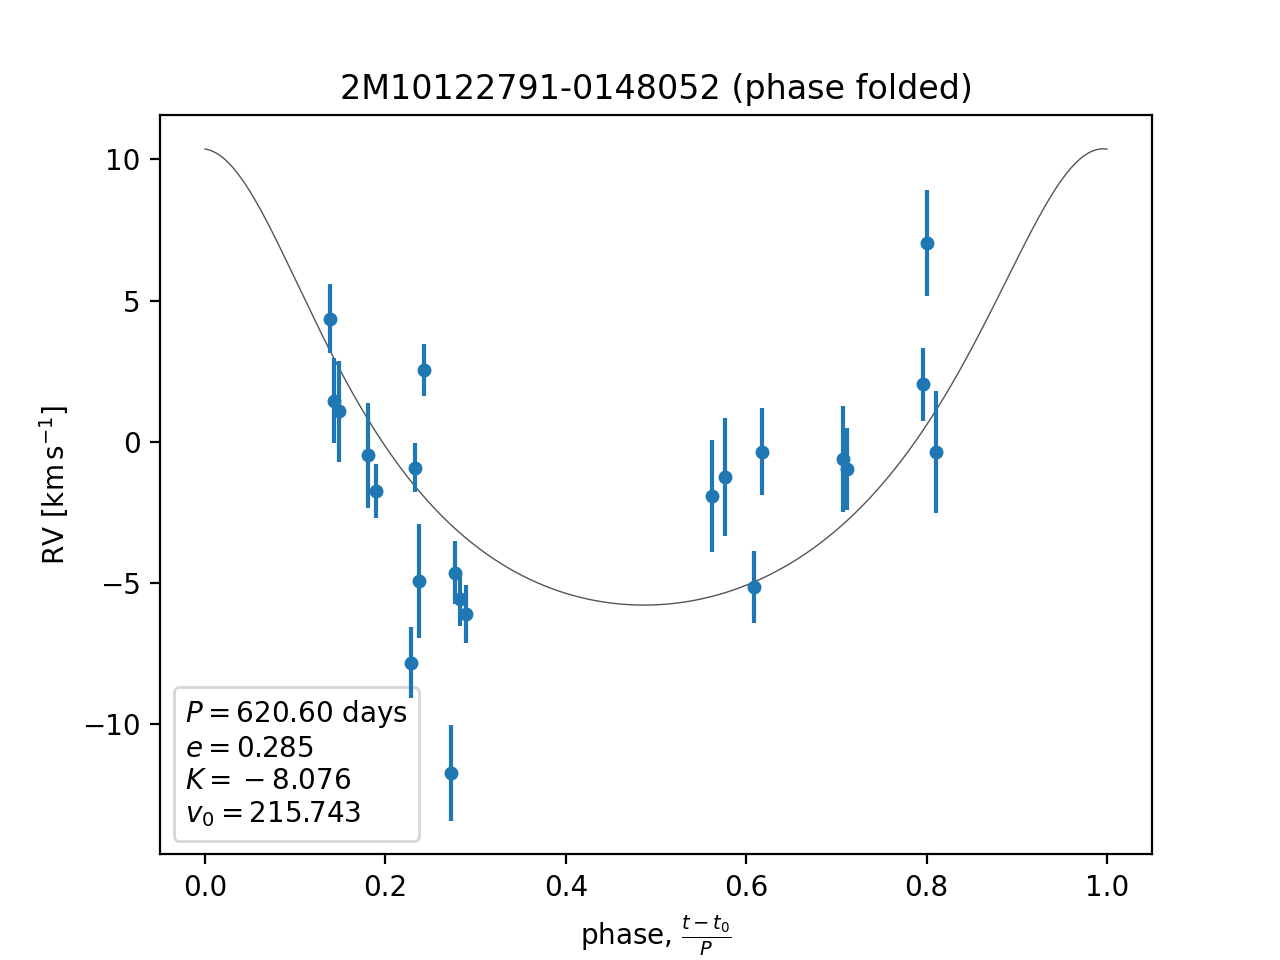 2M10122791-0148052 (phase folded)
10
5
0
−5
−10
RV [km s⁻¹]
P = 620.60 days
e = 0.285
K = −8.076
v₀ = 215.743
0.0 0.2 0.4 0.6 0.8 1.0
phase, (t − t₀)/P